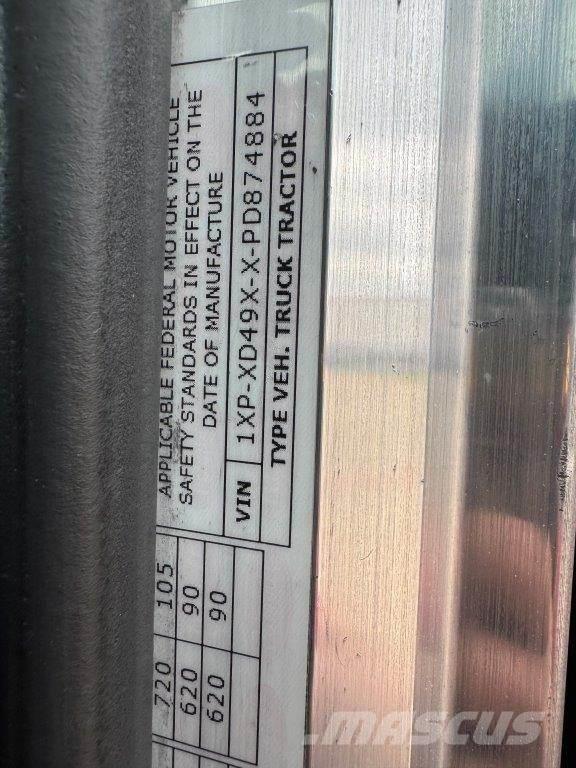 APPLICABLE FEDERAL MOTOR VEHICLE
SAFETY STANDARDS IN EFFECT ON THE
DATE OF MANUFACTURE
VIN 1XP-XD49X-X-PD874884
TYPE VEH. TRUCK TRACTOR
720 105
620 90
620 90
MASCUS